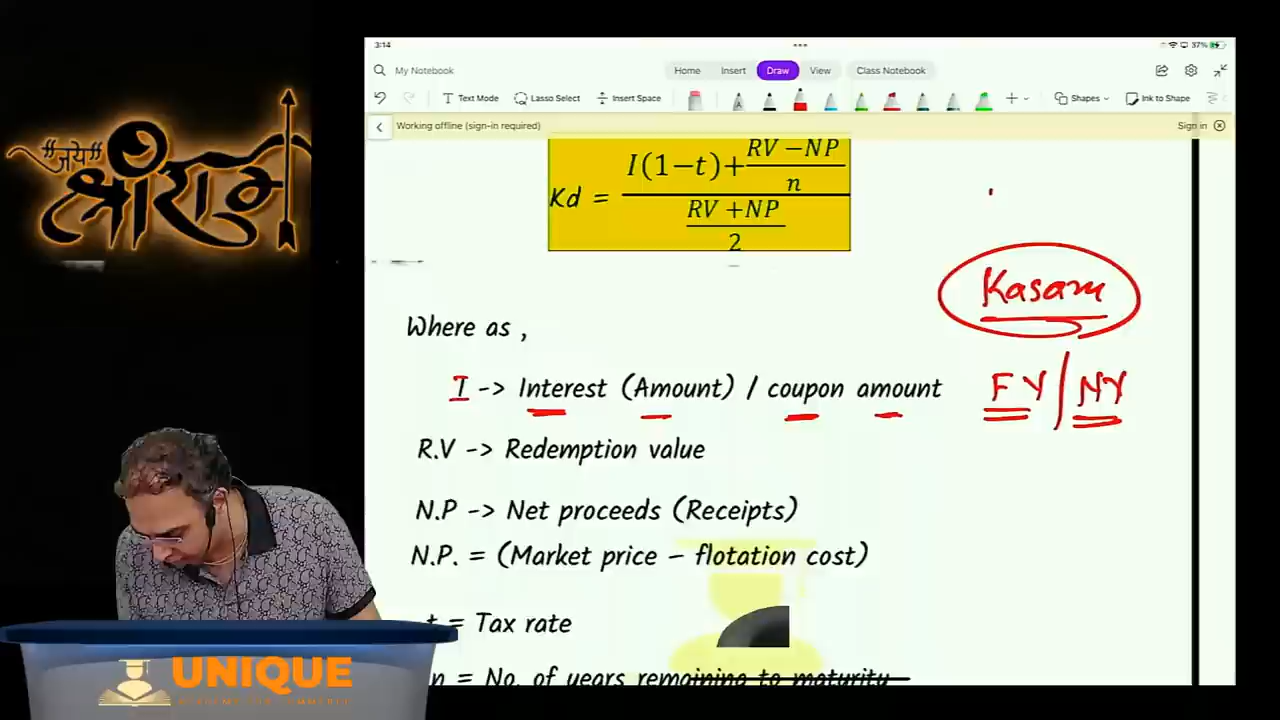 3:14
37%
My Notebook
Home Insert Draw View Class Notebook
Text Mode Lasso Select Insert Space Shapes Ink to Shape
Working offline (sign-in required) Sign in
"जय"
श्रीराम
Kd = I(1−t)+ RV −NP / n
RV +NP / 2
Kasam
Where as ,
I -> Interest (Amount) / coupon amount FY/NY
R.V -> Redemption value
N.P -> Net proceeds (Receipts)
N.P. = (Market price − flotation cost)
t = Tax rate
n = No. of years remaining to maturity
UNIQUE